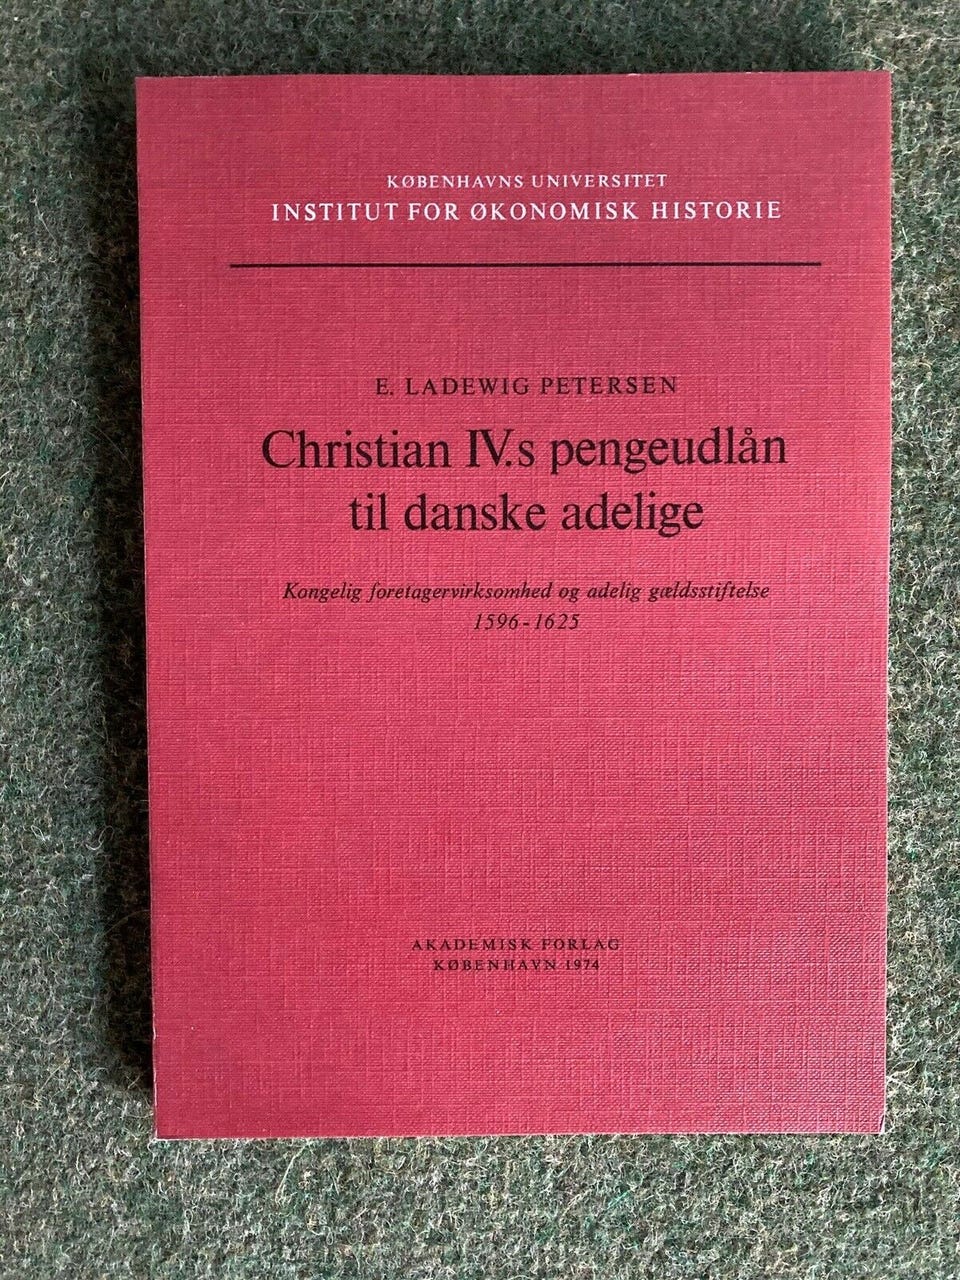 KØBENHAVNS UNIVERSITET
INSTITUT FOR ØKONOMISK HISTORIE
E. LADEWIG PETERSEN
Christian IV.s pengeudlån
til danske adelige
Kongelig foretagervirksomhed og adelig gældsstiftelse
1596-1625
AKADEMISK FORLAG
KØBENHAVN 1974